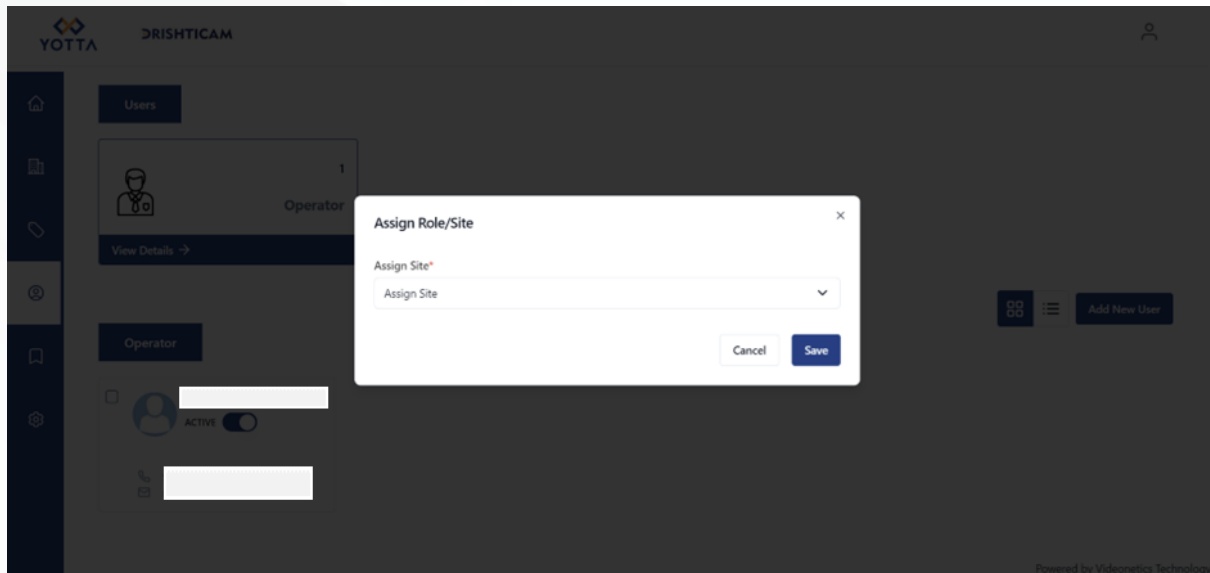 YOTTA
DRISHTICAM
Users
1
Operator
View Details →
Assign Role/Site
×
Assign Site*
Assign Site
Cancel
Save
Add New User
Operator
ACTIVE
Powered by Videonetics Technolog